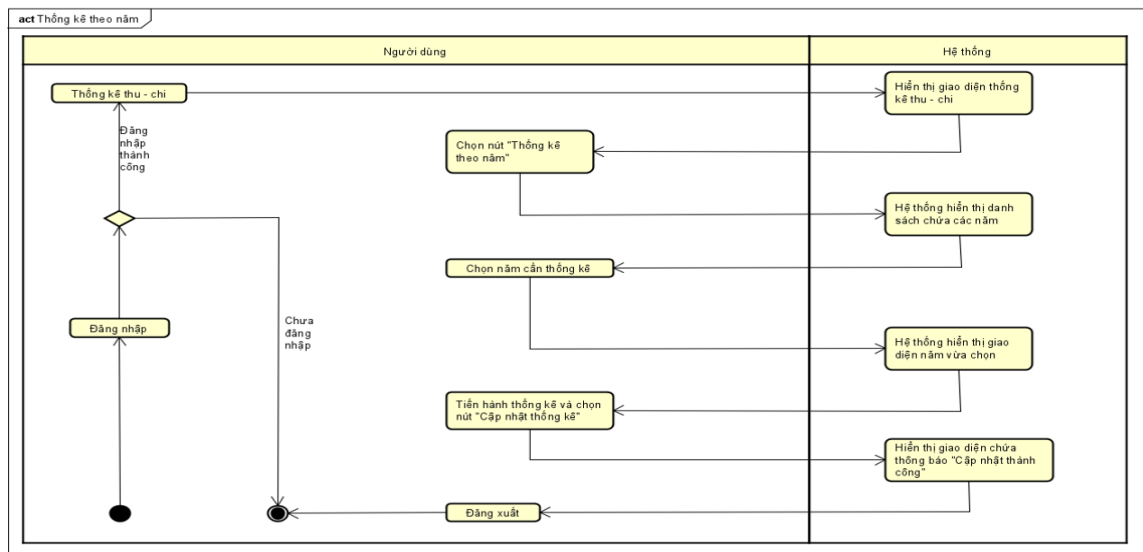 act Thống kê theo năm
Người dùng
Hệ thống
Thống kê thu - chi
Hiển thị giao diện thống
kê thu - chi
Đăng
nhập
thành
công
Chọn nút "Thống kê
theo năm"
Hệ thống hiển thị danh
sách chứa các năm
Chọn năm cần thống kê
Đăng nhập
Chưa
đăng
nhập
Hệ thống hiển thị giao
diện năm vừa chọn
Tiến hành thống kê và chọn
nút "Cập nhật thống kê"
Hiển thị giao diện chứa
thông báo "Cập nhật thành
công"
Đăng xuất